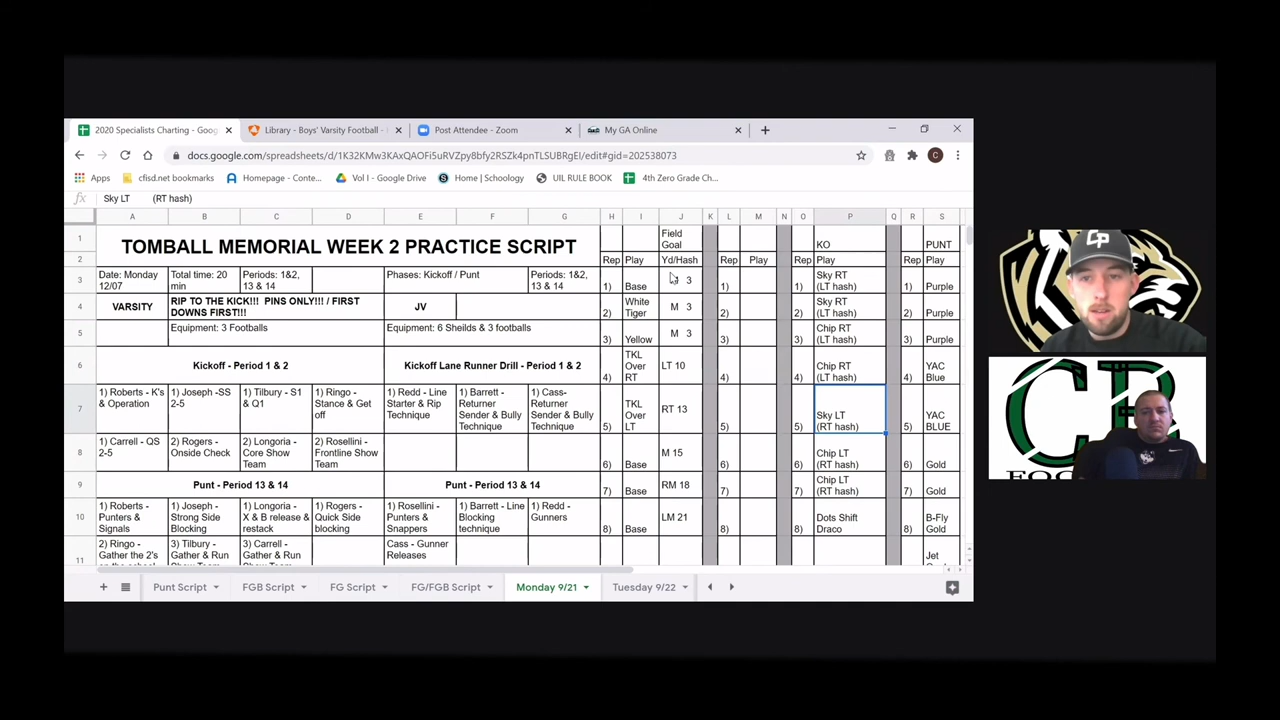 2020 Specialists Charting - Goog
Library - Boys' Varsity Football -
Post Attendee - Zoom
My GA Online
docs.google.com/spreadsheets/d/1K32KMw3KAxQAOFi5uRVZpy8bfy2RSZk4pnTLSUBRgEI/edit#gid=202538073
C
Apps
cfisd.net bookmarks
Homepage - Conte...
Vol I - Google Drive
Home | Schoology
UIL RULE BOOK
4th Zero Grade Ch...
fx Sky LT (RT hash)
A B C D E F G H I J K L M N O P Q R S
1 TOMBALL MEMORIAL WEEK 2 PRACTICE SCRIPT
Field Goal
KO
PUNT
2 Rep Play Yd/Hash Rep Play Rep Play Rep Play
3 Date: Monday 12/07
Total time: 20 min
Periods: 1&2, 13 & 14
Phases: Kickoff / Punt
Periods: 1&2, 13 & 14
1) Base 3
1)
1) Sky RT (LT hash)
1) Purple
4 VARSITY
RIP TO THE KICK!!! PINS ONLY!!! / FIRST DOWNS FIRST!!!
JV
2) White Tiger M 3
2)
2) Sky RT (LT hash)
2) Purple
5 Equipment: 3 Footballs
Equipment: 6 Sheilds & 3 footballs
3) Yellow M 3
3)
3) Chip RT (LT hash)
3) Purple
6 Kickoff - Period 1 & 2
Kickoff Lane Runner Drill - Period 1 & 2
4) TKL Over RT LT 10
4)
4) Chip RT (LT hash)
4) YAC Blue
7 1) Roberts - K's & Operation
1) Joseph -SS 2-5
1) Tilbury - S1 & Q1
1) Ringo - Stance & Get off
1) Redd - Line Starter & Rip Technique
1) Barrett - Returner Sender & Bully Technique
1) Cass- Returner Sender & Bully Technique
5) TKL Over LT RT 13
5)
5) Sky LT (RT hash)
5) YAC BLUE
8 1) Carrell - QS 2-5
2) Rogers - Onside Check
2) Longoria - Core Show Team
2) Rosellini - Frontline Show Team
6) Base M 15
6)
6) Chip LT (RT hash)
6) Gold
9 Punt - Period 13 & 14
Punt - Period 13 & 14
7) Base RM 18
7)
7) Chip LT (RT hash)
7) Gold
10 1) Roberts - Punters & Signals
1) Joseph - Strong Side Blocking
1) Longoria - X & B release & restack
1) Rogers - Quick Side blocking
1) Rosellini - Punters & Snappers
1) Barrett - Line Blocking technique
1) Redd - Gunners
8) Base LM 21
8)
8) Dots Shift Draco
8) B-Fly Gold
11 2) Ringo - Gather the 2's
3) Tilbury - Gather & Run
3) Carrell - Gather & Run
Cass - Gunner Releases
Jet
Punt Script
FGB Script
FG Script
FG/FGB Script
Monday 9/21
Tuesday 9/22
CP
CR